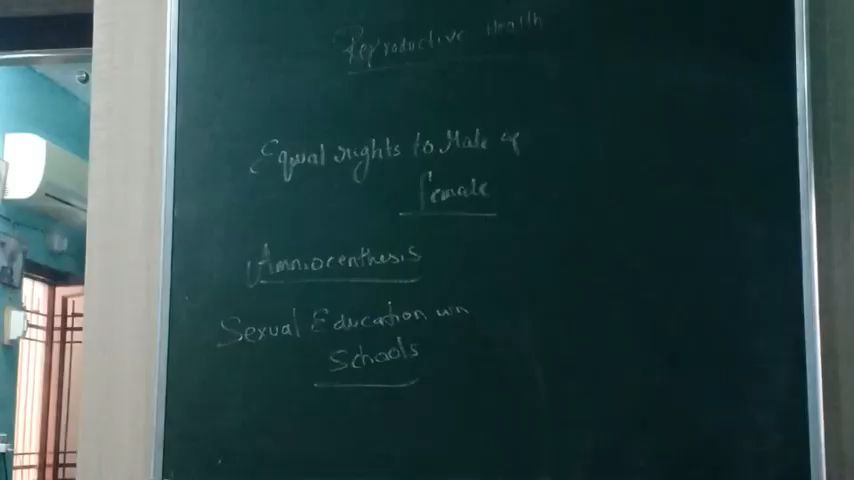 Reproductive Health
Equal rights to Male &
Female
Amniocenthesis
Sexual Education in
Schools